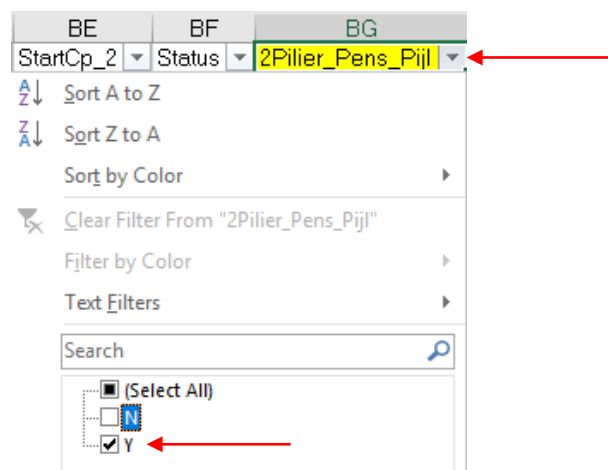 BE BF BG
StartCp_2 Status 2Pilier_Pens_Pijl
Sort A to Z
Sort Z to A
Sort by Color
Clear Filter From "2Pilier_Pens_Pijl"
Filter by Color
Text Filters
Search
(Select All)
N
Y